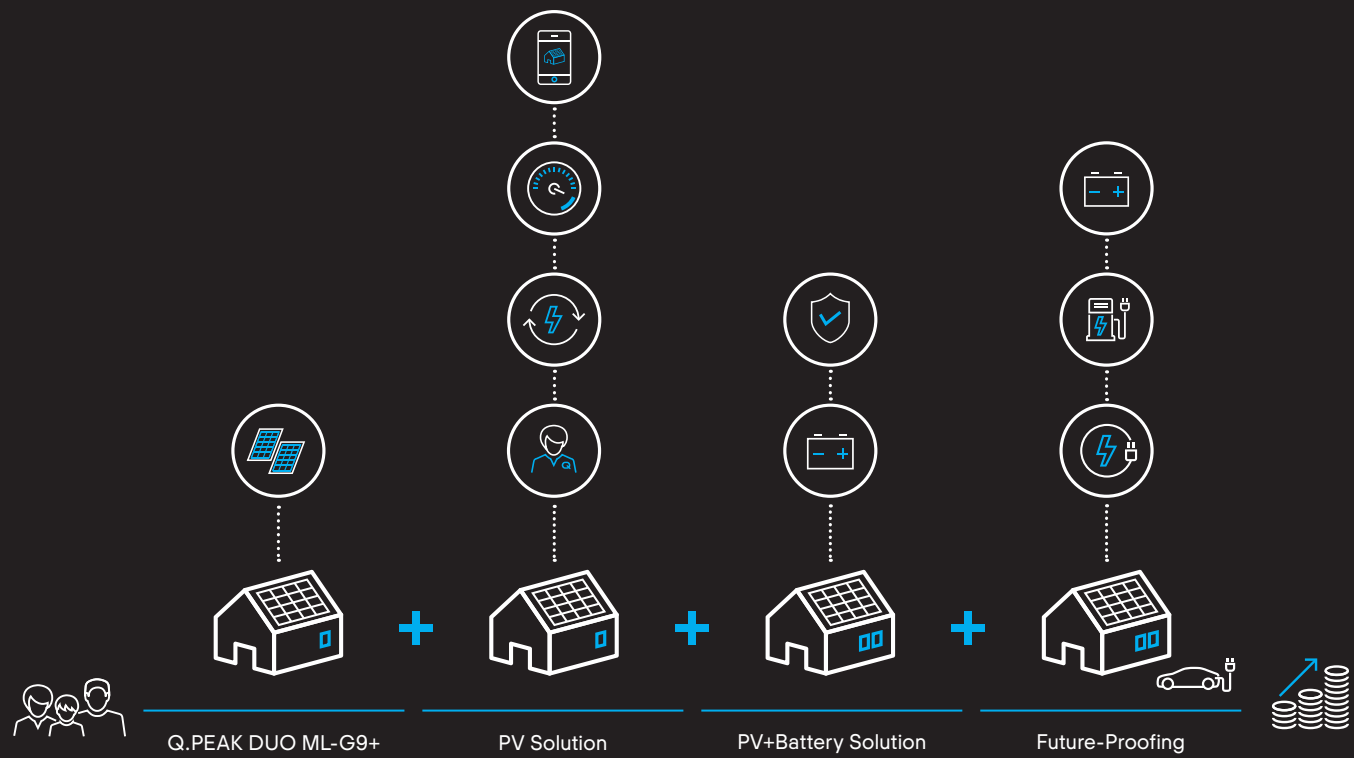 Q
Q.PEAK DUO ML-G9+
PV Solution
PV+Battery Solution
Future-Proofing